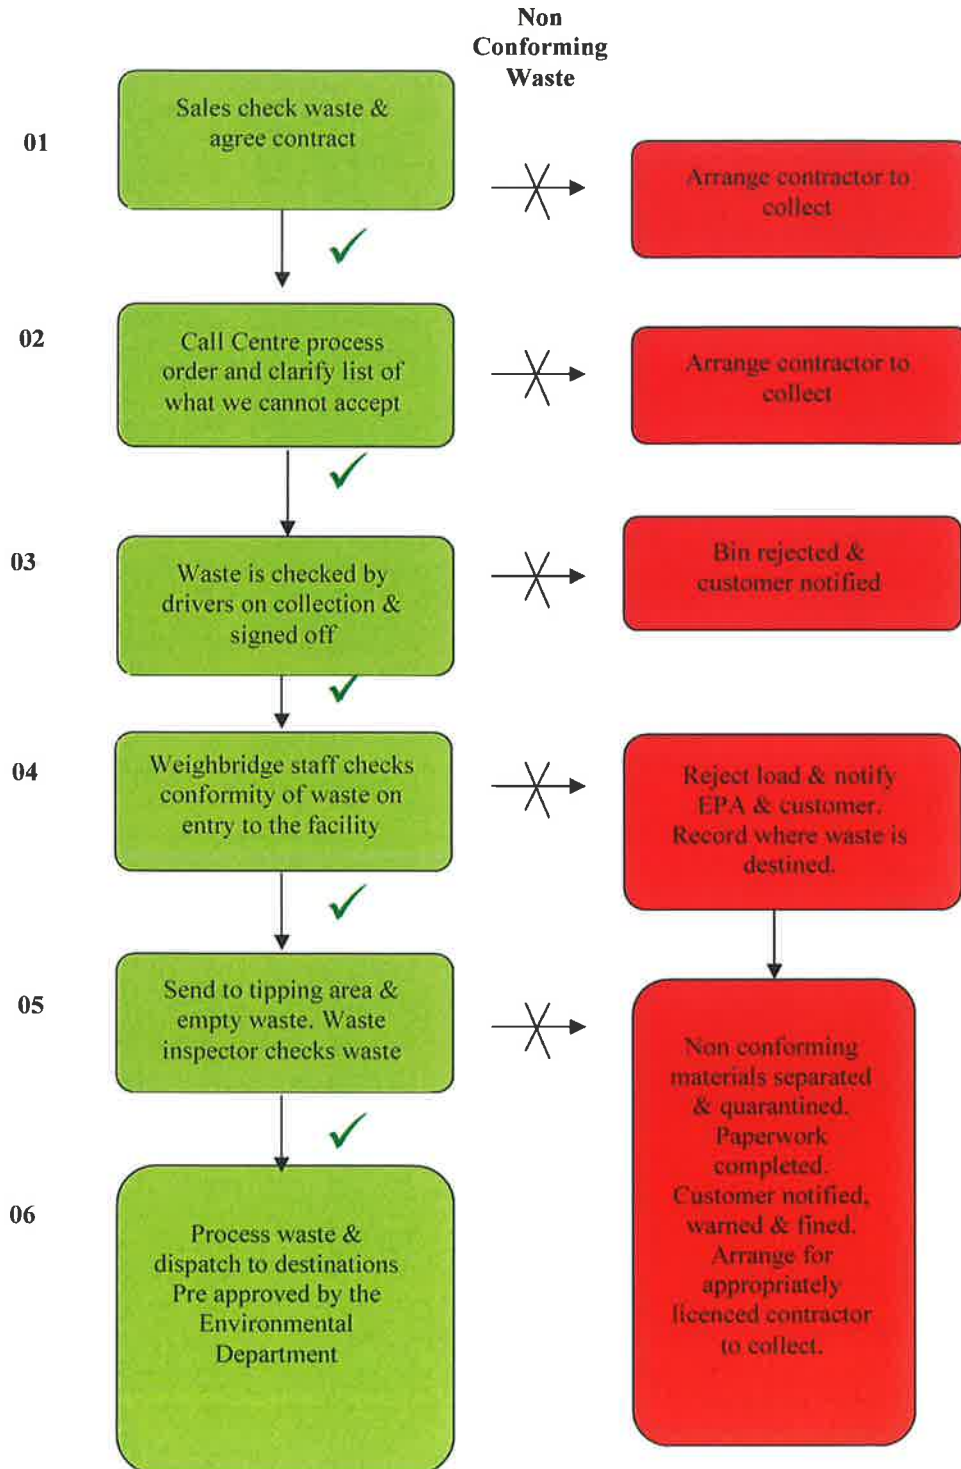 Non
Conforming
Waste
01
Sales check waste &
agree contract
Arrange contractor to
collect
02
Call Centre process
order and clarify list of
what we cannot accept
Arrange contractor to
collect
03
Waste is checked by
drivers on collection &
signed off
Bin rejected &
customer notified
04
Weighbridge staff checks
conformity of waste on
entry to the facility
Reject load & notify
EPA & customer.
Record where waste is
destined.
05
Send to tipping area &
empty waste. Waste
inspector checks waste
Non conforming
materials separated
& quarantined.
Paperwork
completed.
Customer notified,
warned & fined.
Arrange for
appropriately
licenced contractor
to collect.
06
Process waste &
dispatch to destinations
Pre approved by the
Environmental
Department